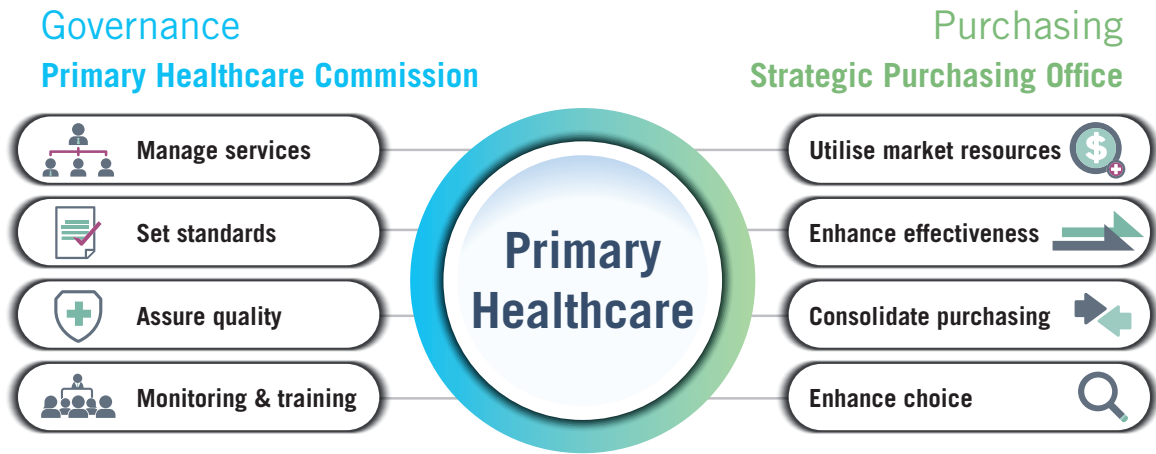 Governance
Primary Healthcare Commission
Manage services
Set standards
Assure quality
Monitoring & training
Primary
Healthcare
Purchasing
Strategic Purchasing Office
Utilise market resources
$
Enhance effectiveness
Consolidate purchasing
Enhance choice